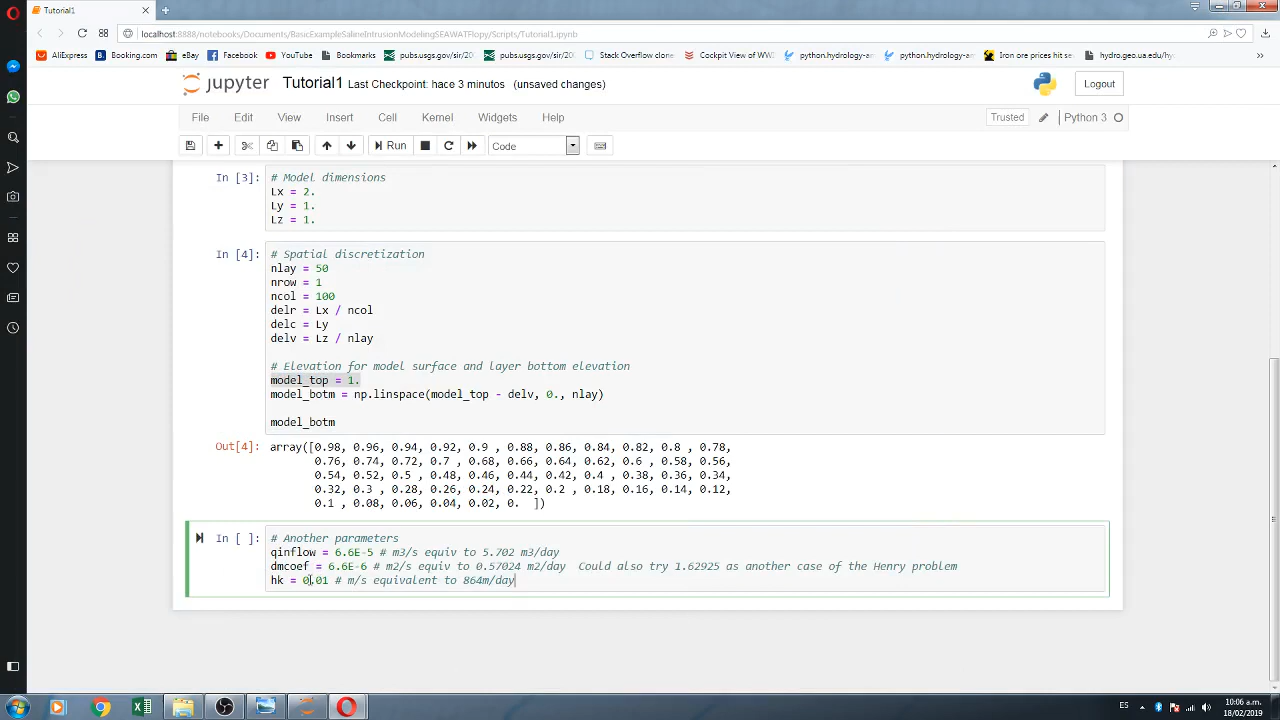 Tutorial1
localhost:8888/notebooks/Documents/BasicExampleSalineIntrusionModelingSEAWATFlopy/Scripts/Tutorial1.ipynb
AliExpress Booking.com eBay Facebook YouTube Model Package Dow... pubs.usgs.gov/sir/20... pubs.usgs.gov/sir/20... Stack Overflow clone... Rockpit View of WW... python.hydrology-am... python.hydrology-am... Iron ore prices hit se... hydro.geo.ua.edu/hy...
jupyter Tutorial1 Last Checkpoint: hace 3 minutos (unsaved changes)
Logout
File Edit View Insert Cell Kernel Widgets Help
Trusted
Python 3
Run
Code
In [3]:
# Model dimensions
Lx = 2.
Ly = 1.
Lz = 1.
In [4]:
# Spatial discretization
nlay = 50
nrow = 1
ncol = 100
delr = Lx / ncol
delc = Ly
delv = Lz / nlay
# Elevation for model surface and layer bottom elevation
model_top = 1.
model_botm = np.linspace(model_top - delv, 0., nlay)
model_botm
Out[4]:
array([0.98, 0.96, 0.94, 0.92, 0.9 , 0.88, 0.86, 0.84, 0.82, 0.8 , 0.78,
0.76, 0.74, 0.72, 0.7 , 0.68, 0.66, 0.64, 0.62, 0.6 , 0.58, 0.56,
0.54, 0.52, 0.5 , 0.48, 0.46, 0.44, 0.42, 0.4 , 0.38, 0.36, 0.34,
0.32, 0.3 , 0.28, 0.26, 0.24, 0.22, 0.2 , 0.18, 0.16, 0.14, 0.12,
0.1 , 0.08, 0.06, 0.04, 0.02, 0. ])
In [ ]:
# Another parameters
qinflow = 6.6E-5 # m3/s equiv to 5.702 m3/day
dmcoef = 6.6E-6 # m2/s equiv to 0.57024 m2/day Could also try 1.62925 as another case of the Henry problem
hk = 0.01 # m/s equivalent to 864m/day
ES
10:06 a.m.
18/02/2019